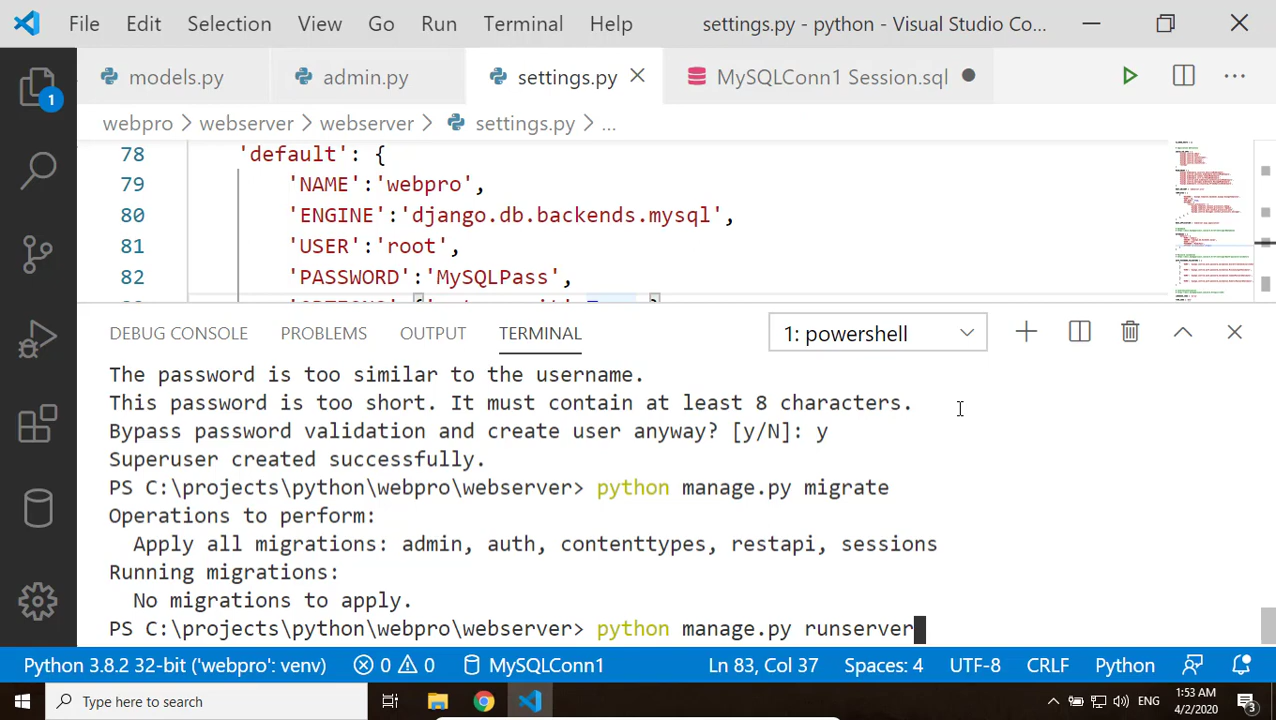 File Edit Selection View Go Run Terminal Help settings.py - python - Visual Studio Co...
models.py admin.py settings.py MySQLConn1 Session.sql
webpro > webserver > webserver > settings.py > ...
78 'default': {
79 'NAME':'webpro',
80 'ENGINE':'django.db.backends.mysql',
81 'USER':'root',
82 'PASSWORD':'MySQLPass',
DEBUG CONSOLE PROBLEMS OUTPUT TERMINAL 1: powershell
The password is too similar to the username.
This password is too short. It must contain at least 8 characters.
Bypass password validation and create user anyway? [y/N]: y
Superuser created successfully.
PS C:\projects\python\webpro\webserver> python manage.py migrate
Operations to perform:
Apply all migrations: admin, auth, contenttypes, restapi, sessions
Running migrations:
No migrations to apply.
PS C:\projects\python\webpro\webserver> python manage.py runserver
1
Python 3.8.2 32-bit ('webpro': venv) 0 0 MySQLConn1 Ln 83, Col 37 Spaces: 4 UTF-8 CRLF Python
Type here to search ENG 1:53 AM
4/2/2020 3